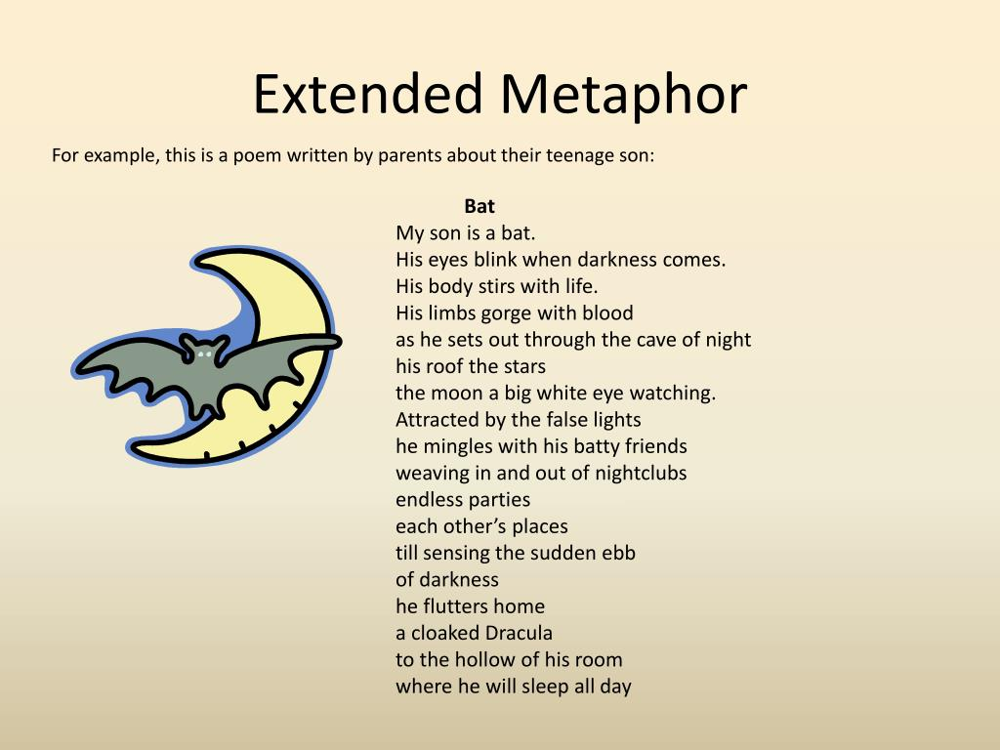 Extended Metaphor
For example, this is a poem written by parents about their teenage son:
Bat
My son is a bat.
His eyes blink when darkness comes.
His body stirs with life.
His limbs gorge with blood
as he sets out through the cave of night
his roof the stars
the moon a big white eye watching.
Attracted by the false lights
he mingles with his batty friends
weaving in and out of nightclubs
endless parties
each other’s places
till sensing the sudden ebb
of darkness
he flutters home
a cloaked Dracula
to the hollow of his room
where he will sleep all day